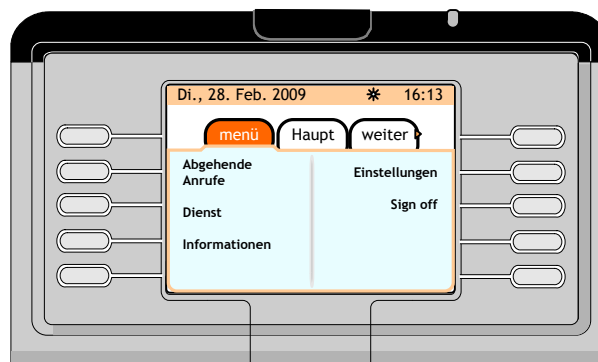 Di., 28. Feb. 2009 16:13
menü Haupt weiter
Abgehende
Anrufe
Dienst
Informationen
Einstellungen
Sign off